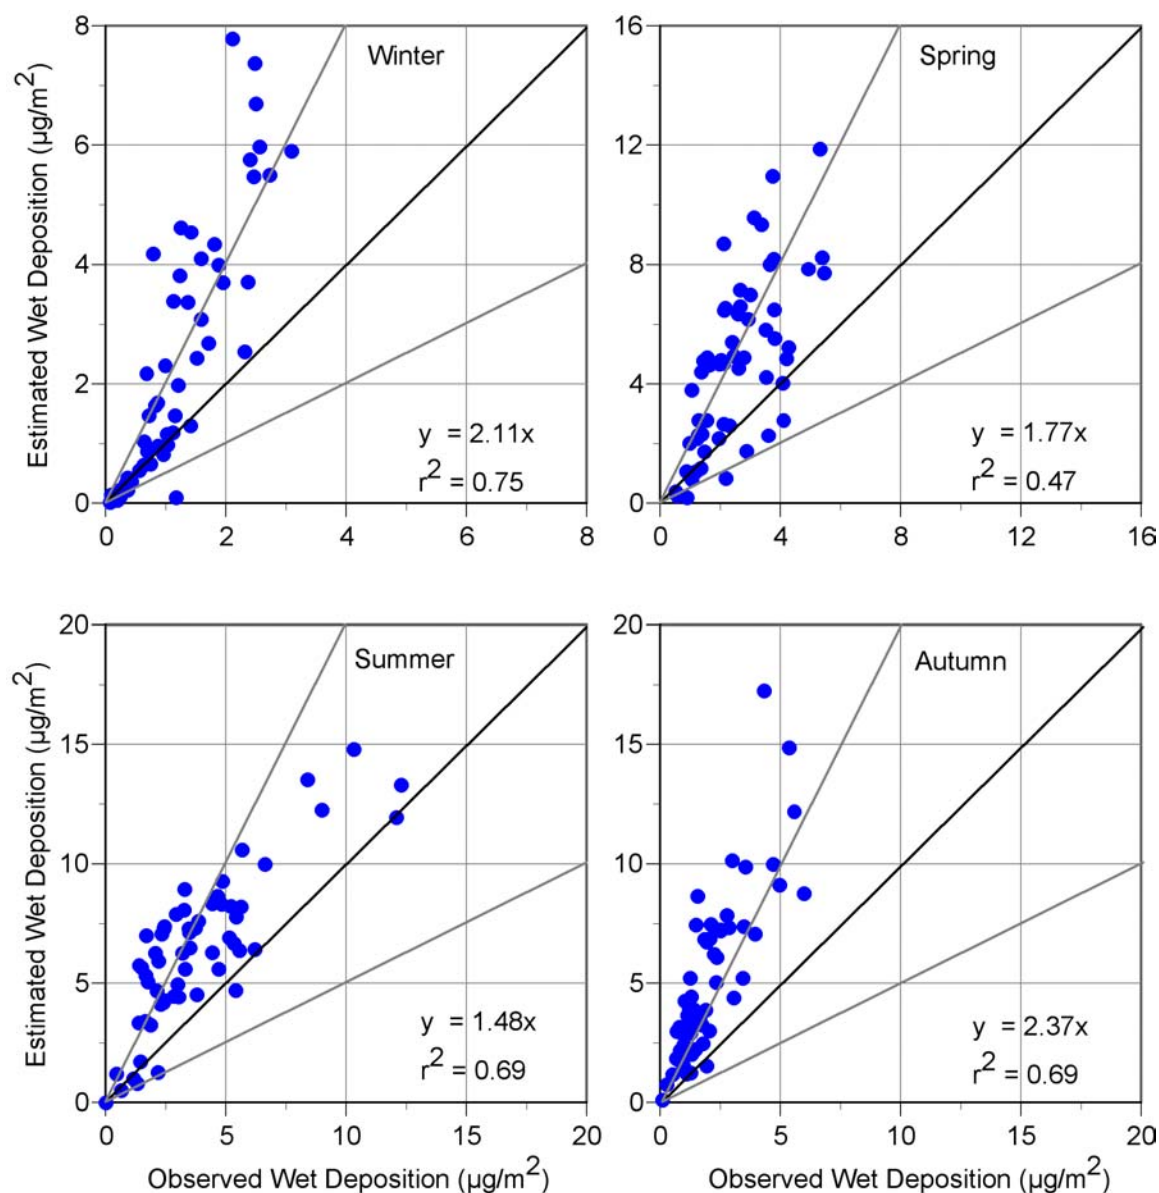 Estimated Wet Deposition (µg/m²)
8
6
4
2
0
Winter
y = 2.11x
r² = 0.75
0 2 4 6 8
16
12
8
4
0
Spring
y = 1.77x
r² = 0.47
0 4 8 12 16
Estimated Wet Deposition (µg/m²)
20
15
10
5
0
Summer
y = 1.48x
r² = 0.69
0 5 10 15 20
Observed Wet Deposition (µg/m²)
20
15
10
5
0
Autumn
y = 2.37x
r² = 0.69
0 5 10 15 20
Observed Wet Deposition (µg/m²)